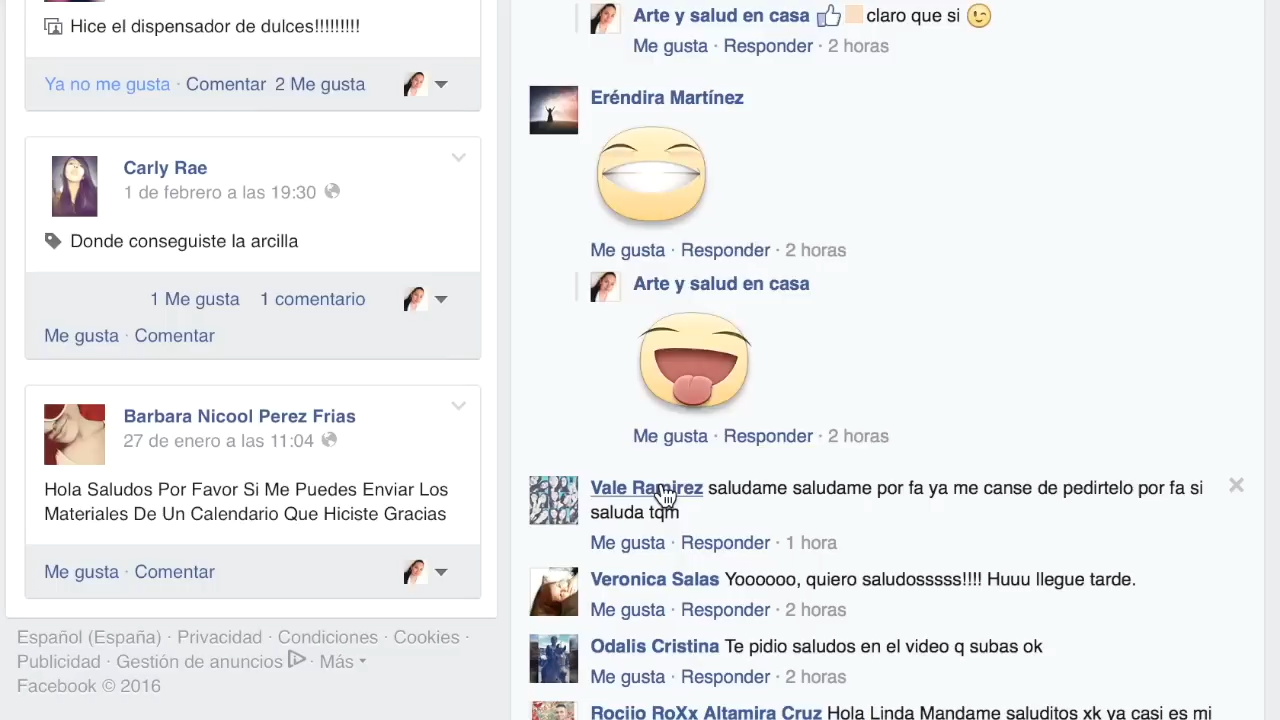 Hice el dispensador de dulces!!!!!!!!!
Ya no me gusta · Comentar 2 Me gusta
Carly Rae
1 de febrero a las 19:30
Donde conseguiste la arcilla
1 Me gusta 1 comentario
Me gusta · Comentar
Barbara Nicool Perez Frias
27 de enero a las 11:04
Hola Saludos Por Favor Si Me Puedes Enviar Los
Materiales De Un Calendario Que Hiciste Gracias
Me gusta · Comentar
Español (España) · Privacidad · Condiciones · Cookies ·
Publicidad · Gestión de anuncios · Más
Facebook © 2016
Arte y salud en casa claro que si
Me gusta · Responder · 2 horas
Eréndira Martínez
Me gusta · Responder · 2 horas
Arte y salud en casa
Me gusta · Responder · 2 horas
Vale Ramirez saludame saludame por fa ya me canse de pedirtelo por fa si
saluda tqm
Me gusta · Responder · 1 hora
Veronica Salas Yoooooo, quiero saludosssss!!!! Huuu llegue tarde.
Me gusta · Responder · 2 horas
Odalis Cristina Te pidio saludos en el video q subas ok
Me gusta · Responder · 2 horas
Rociio RoXx Altamira Cruz Hola Linda Mandame saluditos xk ya casi es mi